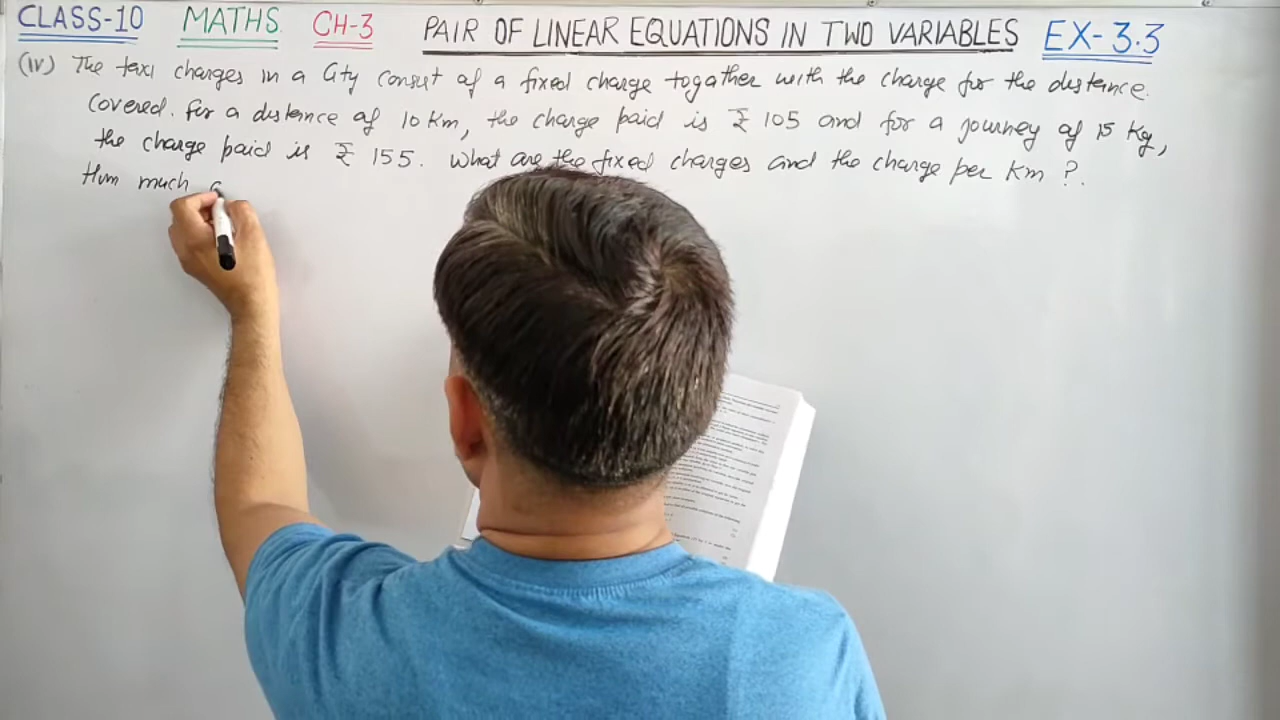 CLASS-10 MATHS CH-3 PAIR OF LINEAR EQUATIONS IN TWO VARIABLES EX-3.3
(iv) The taxi charges in a City consist of a fixed charge togather with the charge for the distance
Covered. for a distance of 10 Km, the charge paid is ₹ 105 and for a journey of 15 Kg,
the charge paid is ₹ 155. What are the fixed charges and the charge per Km ?.
much